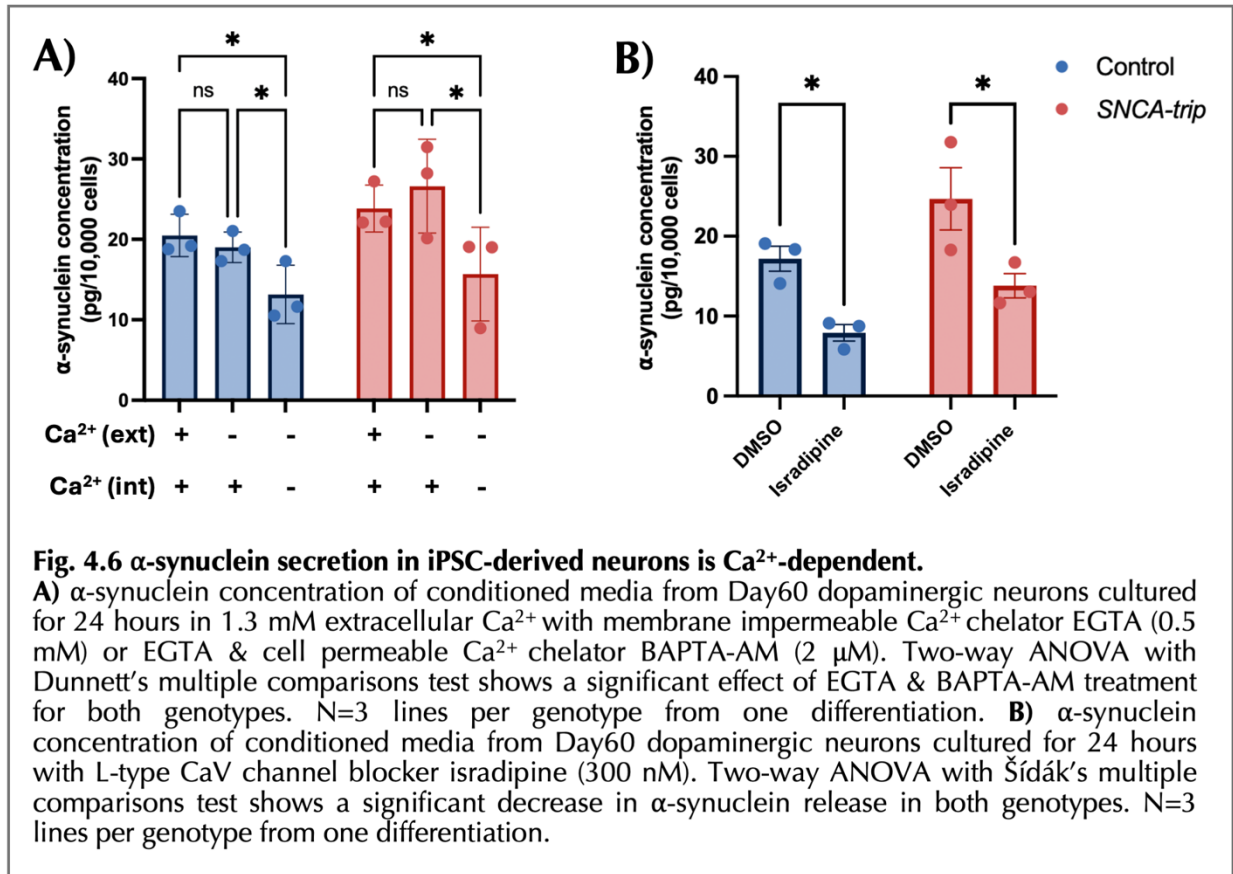 A)
*
*
ns
*
ns
*
40
30
20
10
0
α-synuclein concentration
(pg/10,000 cells)
Ca²⁺ (ext) + - - + - -
Ca²⁺ (int) + + - + + -
B)
Control
SNCA-trip
*
*
40
30
20
10
0
α-synuclein concentration
(pg/10,000 cells)
DMSO
Isradipine
DMSO
Isradipine
Fig. 4.6 α-synuclein secretion in iPSC-derived neurons is Ca²⁺-dependent.
A) α-synuclein concentration of conditioned media from Day60 dopaminergic neurons cultured
for 24 hours in 1.3 mM extracellular Ca²⁺ with membrane impermeable Ca²⁺ chelator EGTA (0.5
mM) or EGTA & cell permeable Ca²⁺ chelator BAPTA-AM (2 μM). Two-way ANOVA with
Dunnett’s multiple comparisons test shows a significant effect of EGTA & BAPTA-AM treatment
for both genotypes. N=3 lines per genotype from one differentiation. B) α-synuclein
concentration of conditioned media from Day60 dopaminergic neurons cultured for 24 hours
with L-type CaV channel blocker isradipine (300 nM). Two-way ANOVA with Šídák’s multiple
comparisons test shows a significant decrease in α-synuclein release in both genotypes. N=3
lines per genotype from one differentiation.